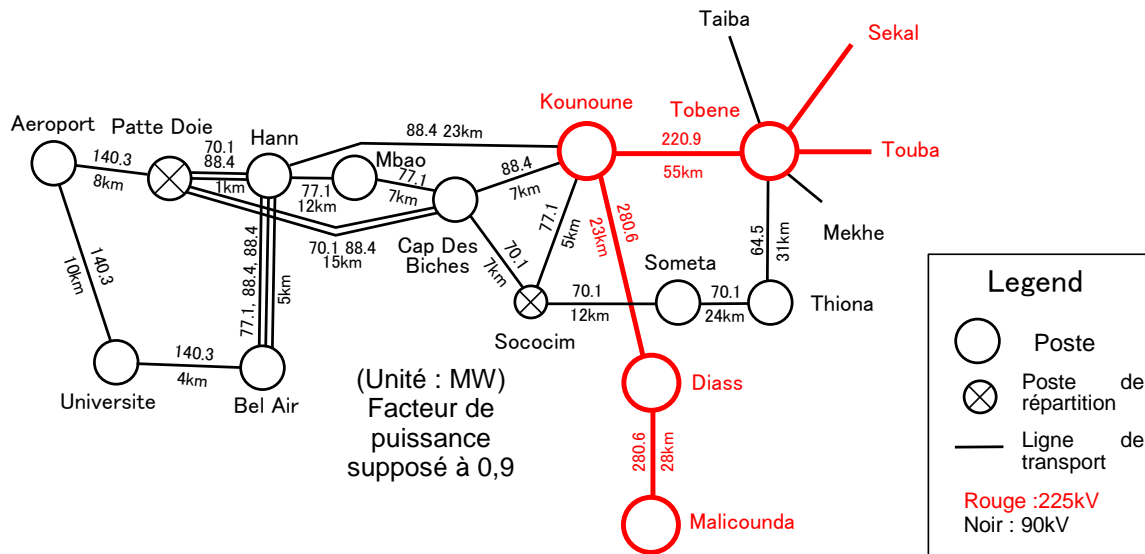 Taiba
Sekal
Kounoune
Tobene
Aeroport
Patte Doie
70.1
88.4
Hann
88.4 23km
220.9
55km
Touba
140.3
8km
1km
Mbao
77.1
12km
77.1
7km
88.4
7km
70.1 88.4
15km
Cap Des
Biches
70.1
7km
77.1
5km
280.6
23km
Mekhe
64.5
31km
Someta
70.1
12km
70.1
24km
Thiona
Sococim
140.3
10km
77.1, 88.4, 88.4
5km
140.3
4km
Universite
Bel Air
(Unité : MW)
Facteur de
puissance
supposé à 0,9
Diass
280.6
28km
Malicounda
Legend
Poste
Poste de
répartition
Ligne de
transport
Rouge :225kV
Noir : 90kV